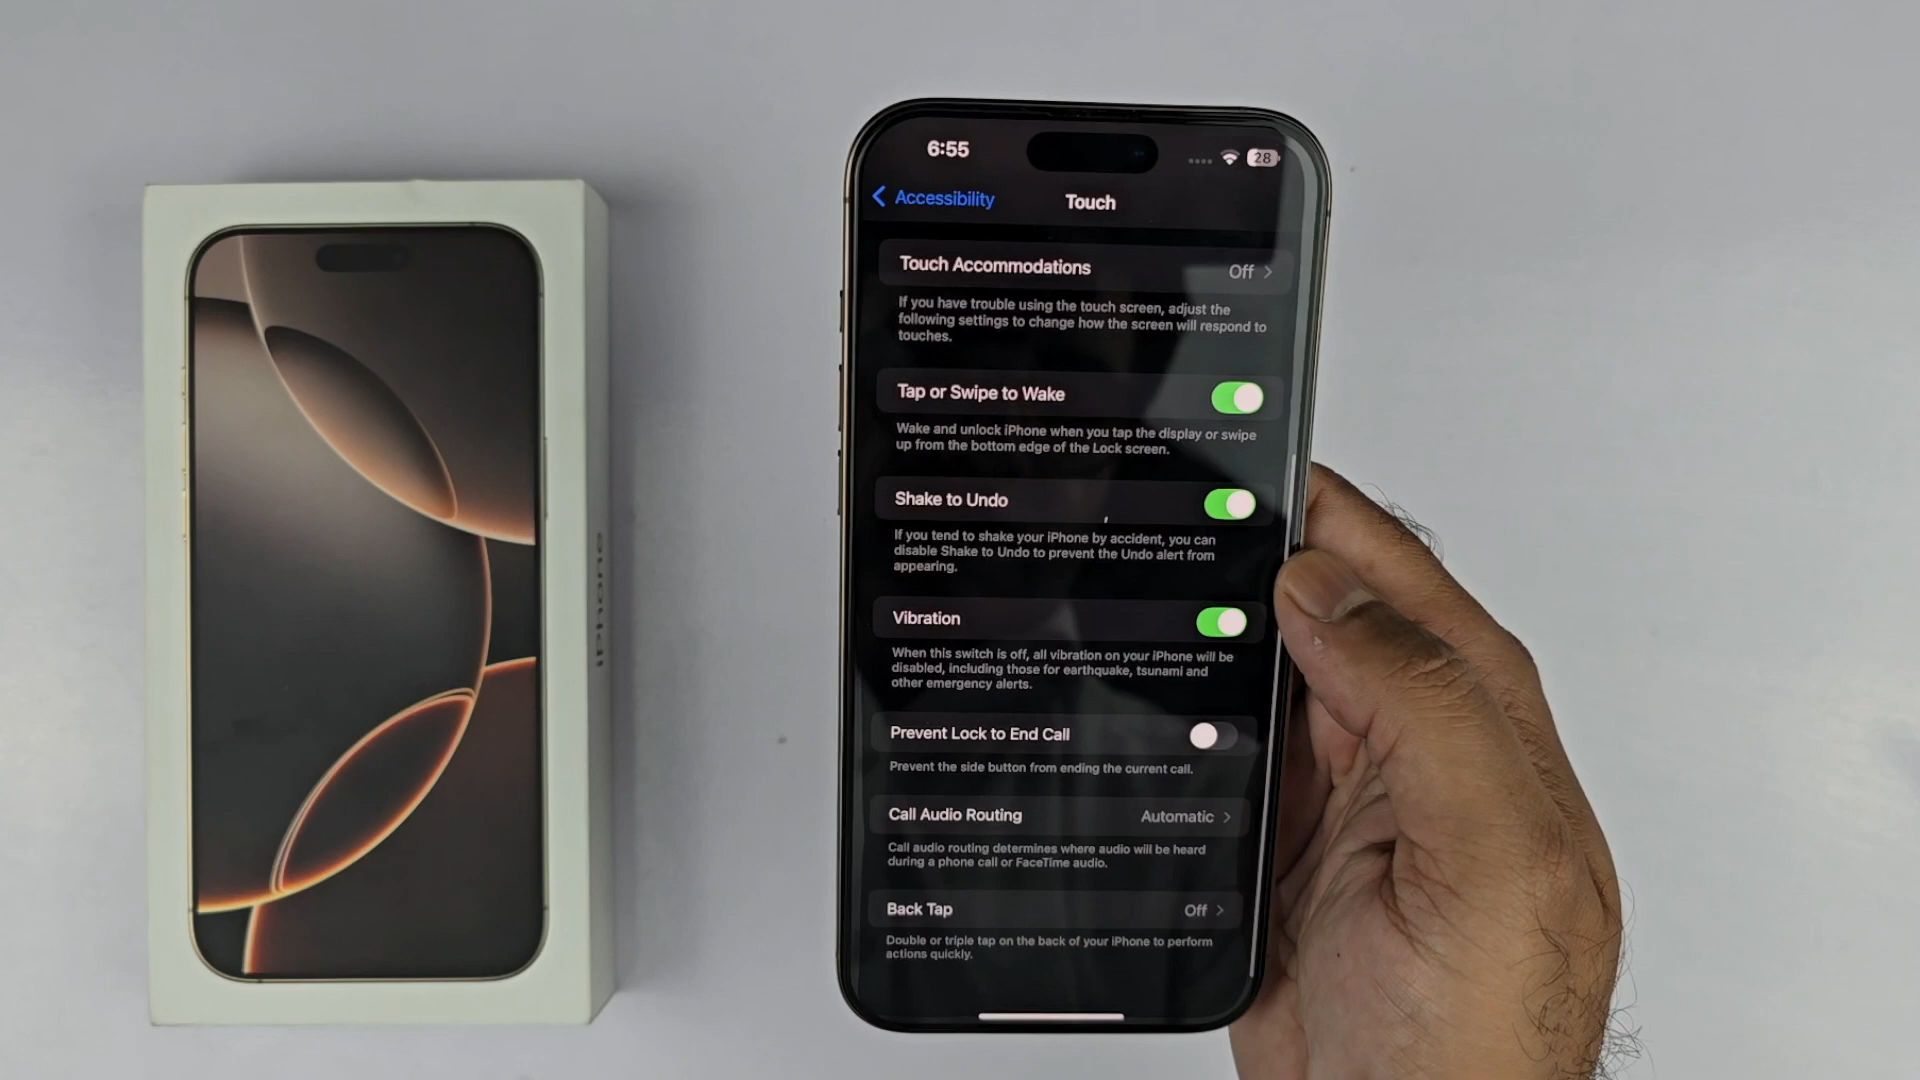 iPhone
6:55
28
Accessibility
Touch
Touch Accommodations
Off
If you have trouble using the touch screen, adjust the
following settings to change how the screen will respond to
touches.
Tap or Swipe to Wake
Wake and unlock iPhone when you tap the display or swipe
up from the bottom edge of the Lock screen.
Shake to Undo
If you tend to shake your iPhone by accident, you can
disable Shake to Undo to prevent the Undo alert from
appearing.
Vibration
When this switch is off, all vibration on your iPhone will be
disabled, including those for earthquake, tsunami and
other emergency alerts.
Prevent Lock to End Call
Prevent the side button from ending the current call.
Call Audio Routing
Automatic
Call audio routing determines where audio will be heard
during a phone call or FaceTime audio.
Back Tap
Off
Double or triple tap on the back of your iPhone to perform
actions quickly.